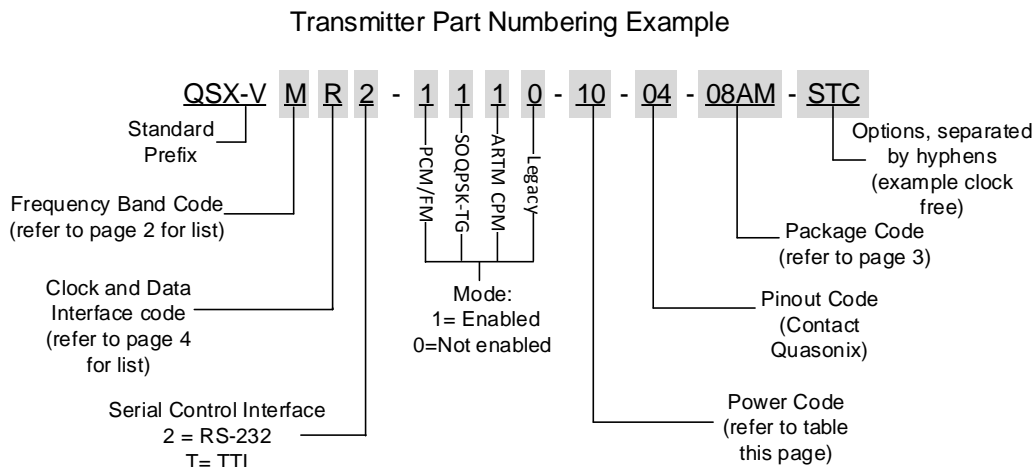 Transmitter Part Numbering Example
QSX-V M R 2 - 1 1 1 0 - 10 - 04 - 08AM - STC
Standard
Prefix
Frequency Band Code
(refer to page 2 for list)
Clock and Data
Interface code
(refer to page 4
for list)
Serial Control Interface
2 = RS-232
T= TTL
PCM/FM
SOQPSK-TG
ARTM CPM
Legacy
Mode:
1= Enabled
0=Not enabled
Options, separated
by hyphens
(example clock
free)
Package Code
(refer to page 3)
Pinout Code
(Contact
Quasonix)
Power Code
(refer to table
this page)